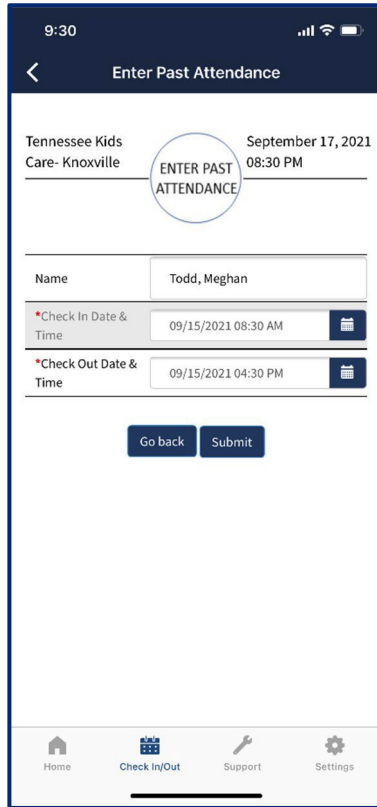 9:30
Enter Past Attendance
Tennessee Kids
Care- Knoxville
ENTER PAST
ATTENDANCE
September 17, 2021
08:30 PM
Name
Todd, Meghan
*Check In Date &
Time
09/15/2021 08:30 AM
*Check Out Date &
Time
09/15/2021 04:30 PM
Go back
Submit
Home
Check In/Out
Support
Settings